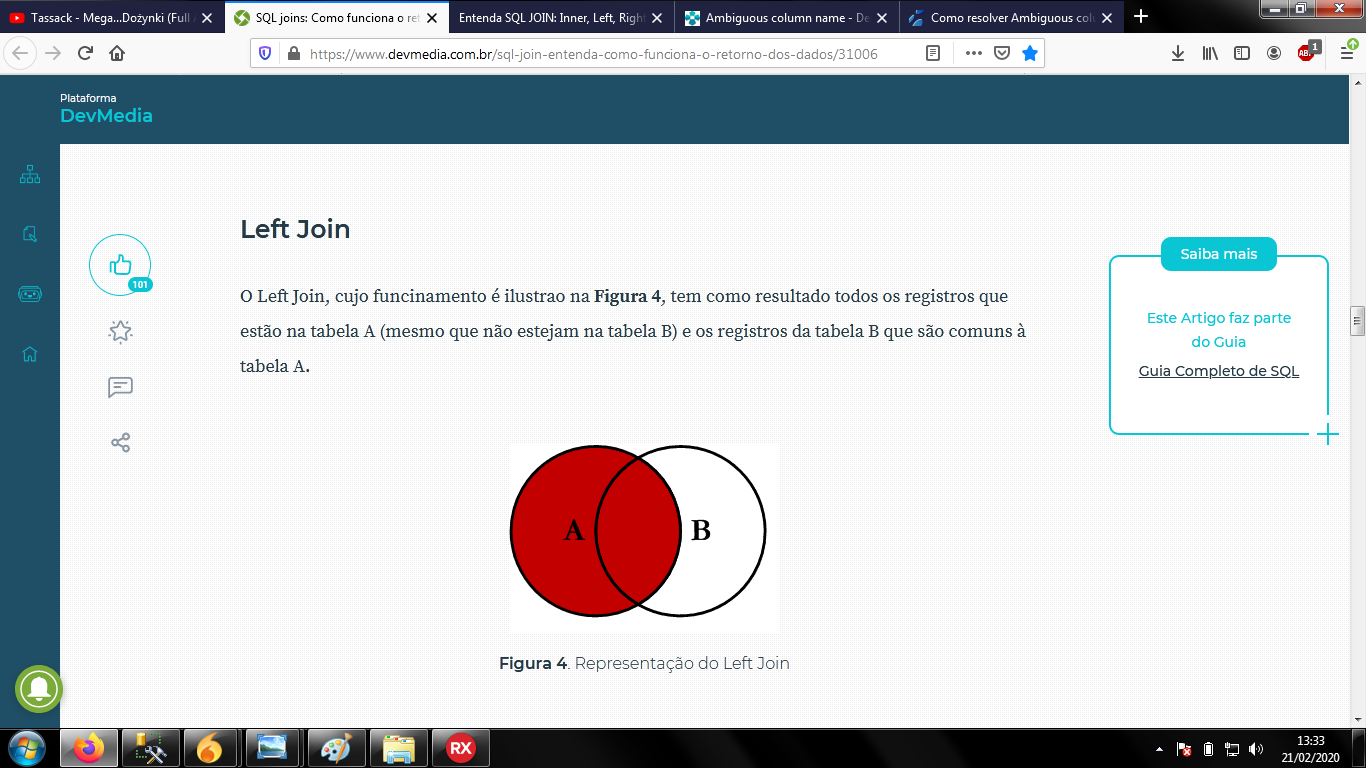 Tassack - Mega...Dożynki (Full
SQL joins: Como funciona o ret
Entenda SQL JOIN: Inner, Left, Righ
Ambiguous column name - De
Como resolver Ambiguous colu
https://www.devmedia.com.br/sql-join-entenda-como-funciona-o-retorno-dos-dados/31006
ABP
1
Plataforma
DevMedia
Left Join
101
O Left Join, cujo funcinamento é ilustrao na Figura 4, tem como resultado todos os registros que
estão na tabela A (mesmo que não estejam na tabela B) e os registros da tabela B que são comuns à
tabela A.
Saiba mais
Este Artigo faz parte
do Guia
Guia Completo de SQL
A
B
Figura 4. Representação do Left Join
RX
13:33
21/02/2020